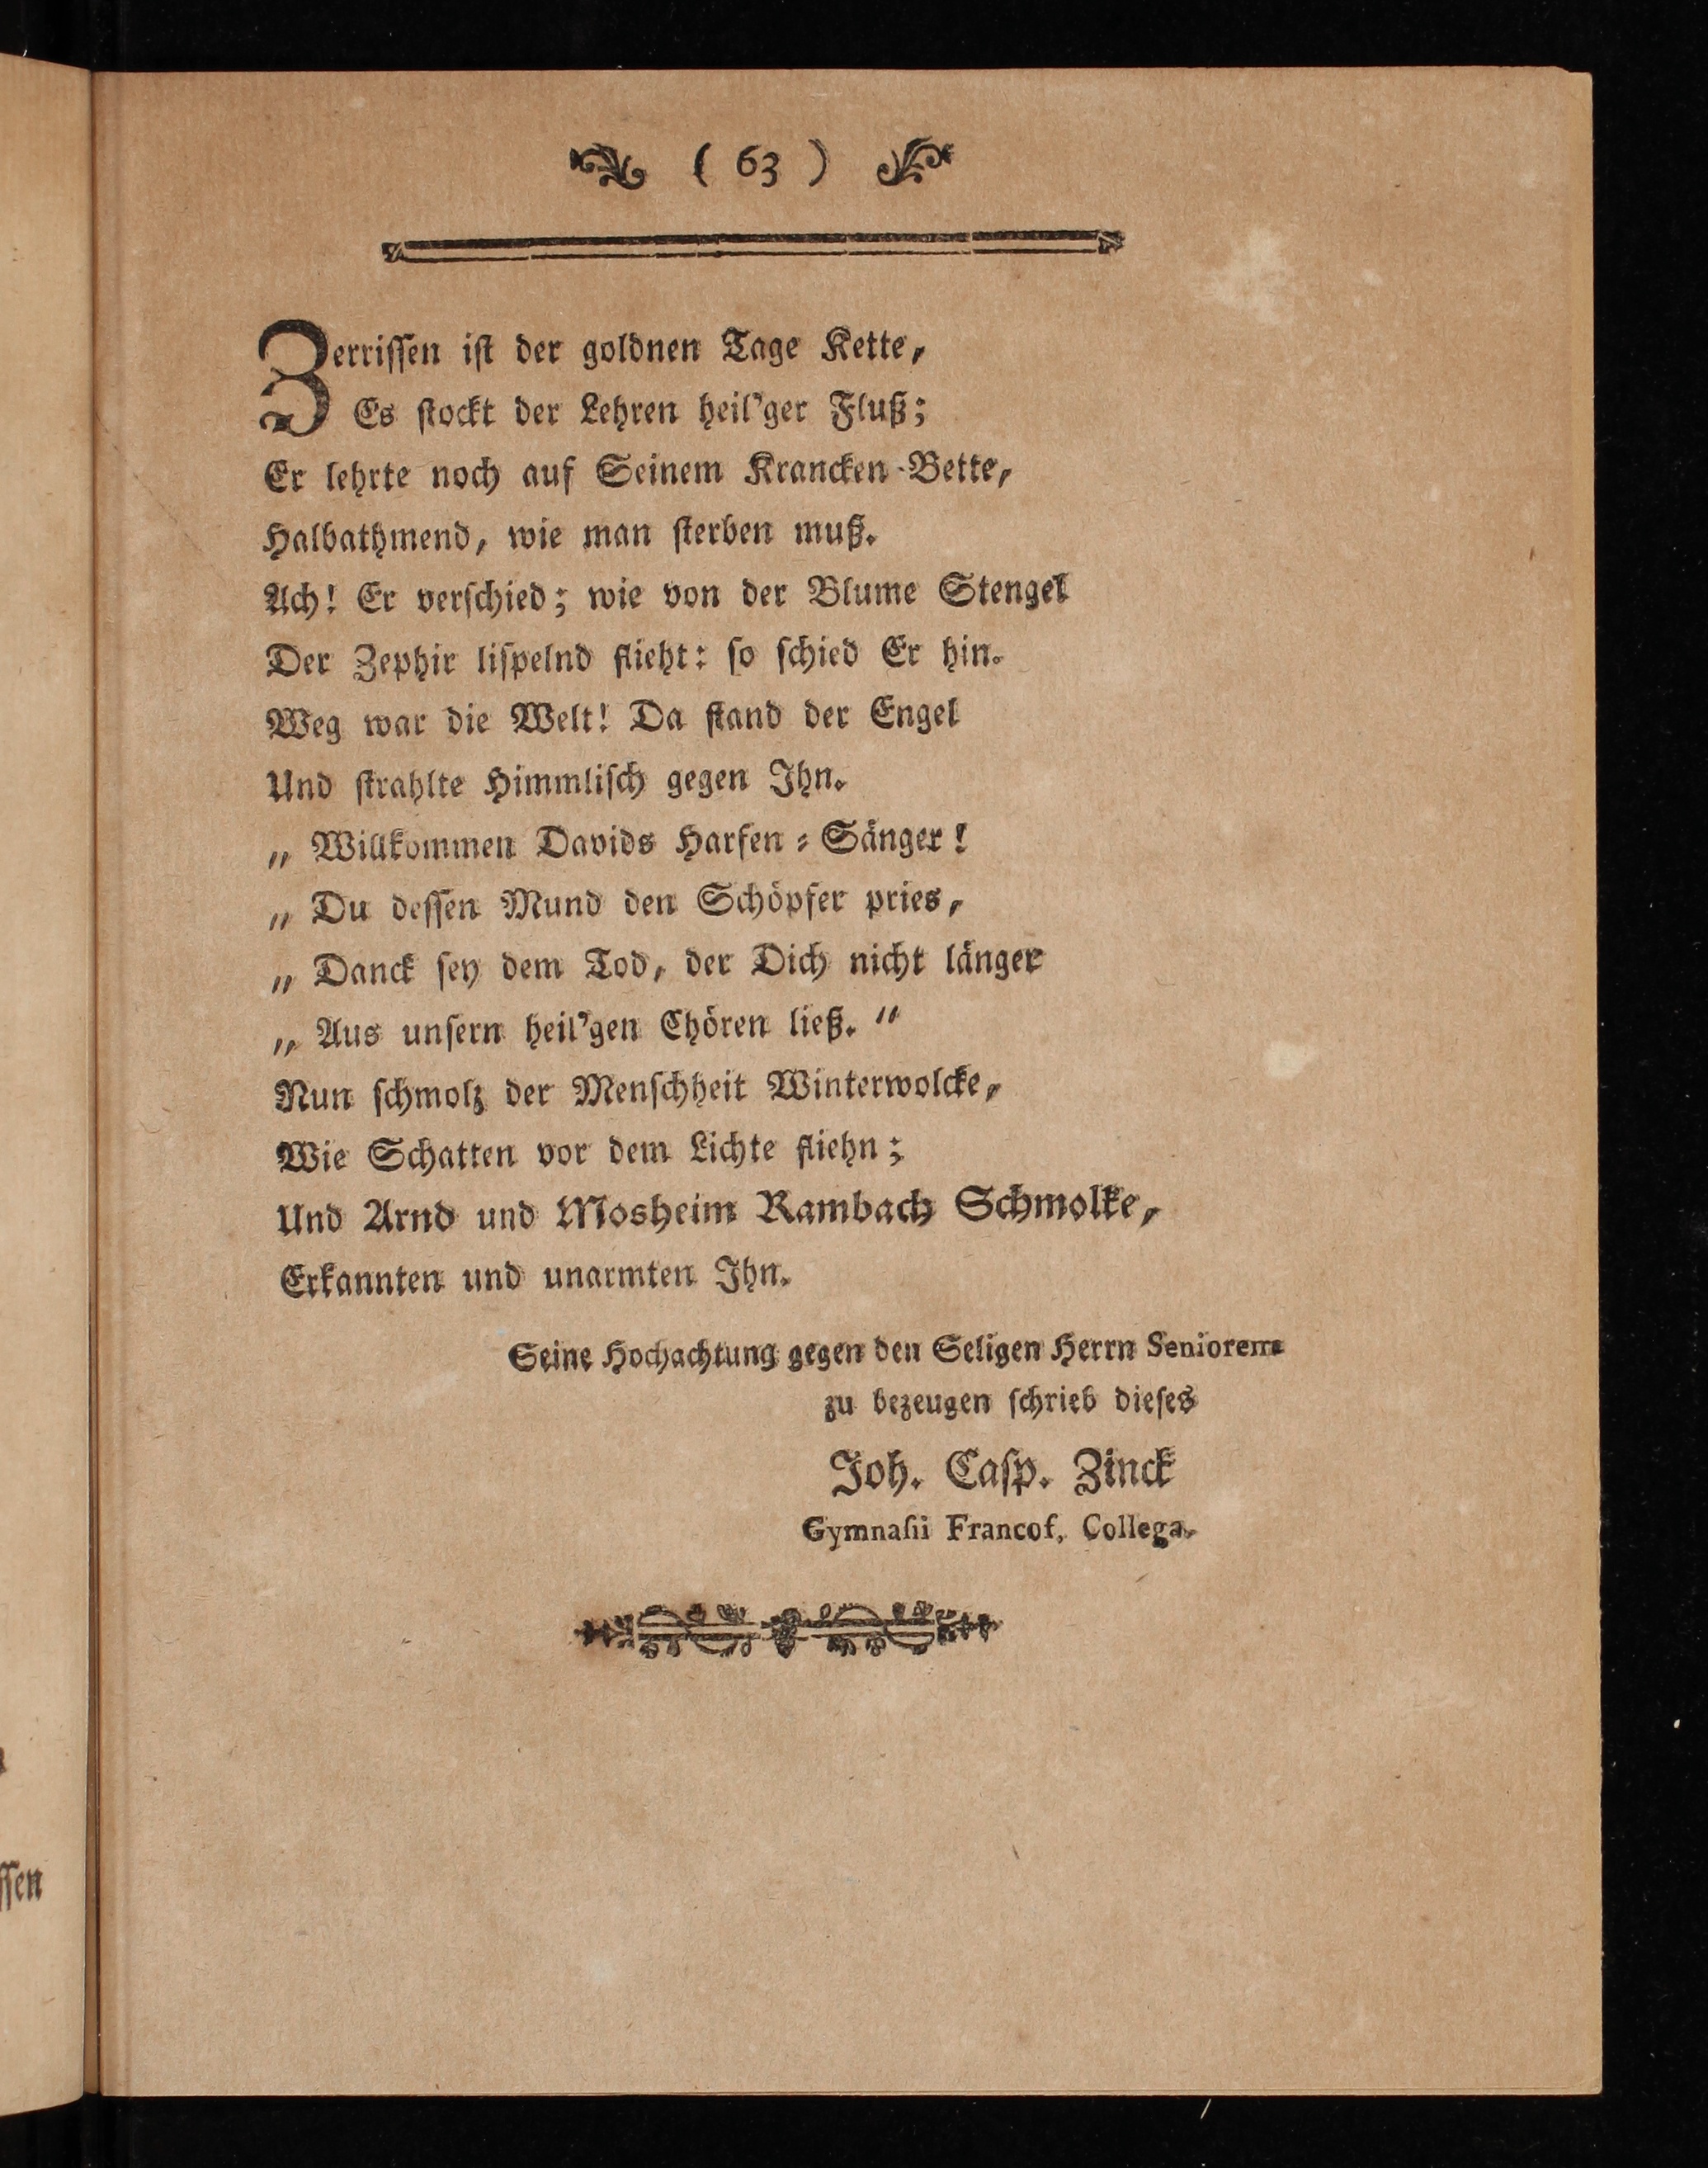 ( 63 )
Zerriſſen iſt der goldnen Tage Kette,
Es ſtockt der Lehren heil'ger Fluß;
Er lehrte noch auf Seinem Krancken-Bette,
Halbathmend, wie man ſterben muß.
Ach! Er verſchied; wie von der Blume Stengel
Der Zephir liſpelnd flieht: ſo ſchied Er hin.
Weg war die Welt! Da ſtand der Engel
Und ſtrahlte Himmliſch gegen Ihn.
„ Willkommen Davids Harfen-Sänger!
„ Du deſſen Mund den Schöpfer pries,
„ Danck ſey dem Tod, der Dich nicht länger
„ Aus unſern heil'gen Chören ließ. “
Nun ſchmolz der Menſchheit Winterwolcke,
Wie Schatten vor dem Lichte fliehn;
Und Arnd und Mosheim Rambach Schmolke,
Erkannten und unarmten Ihn.
Seine Hochachtung gegen den Seligen Herrn Seniorem
zu bezeugen ſchrieb dieſes
Joh. Caſp. Zinck
Gymnaſii Francof. Collega.
ſſen